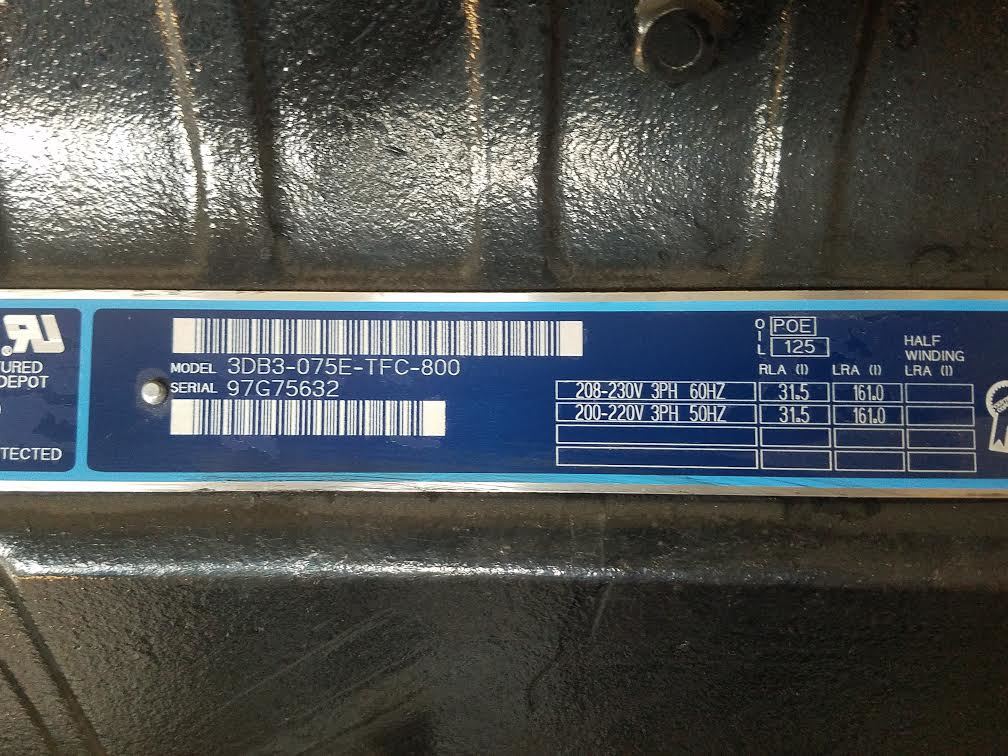 TURED
DEPOT
TECTED
MODEL 3DB3-075E-TFC-800
SERIAL 97G75632
OIL POE
125
RLA (I) LRA (I) HALF WINDING LRA (I)
208-230V 3PH 60HZ 31.5 161.0
200-220V 3PH 50HZ 31.5 161.0